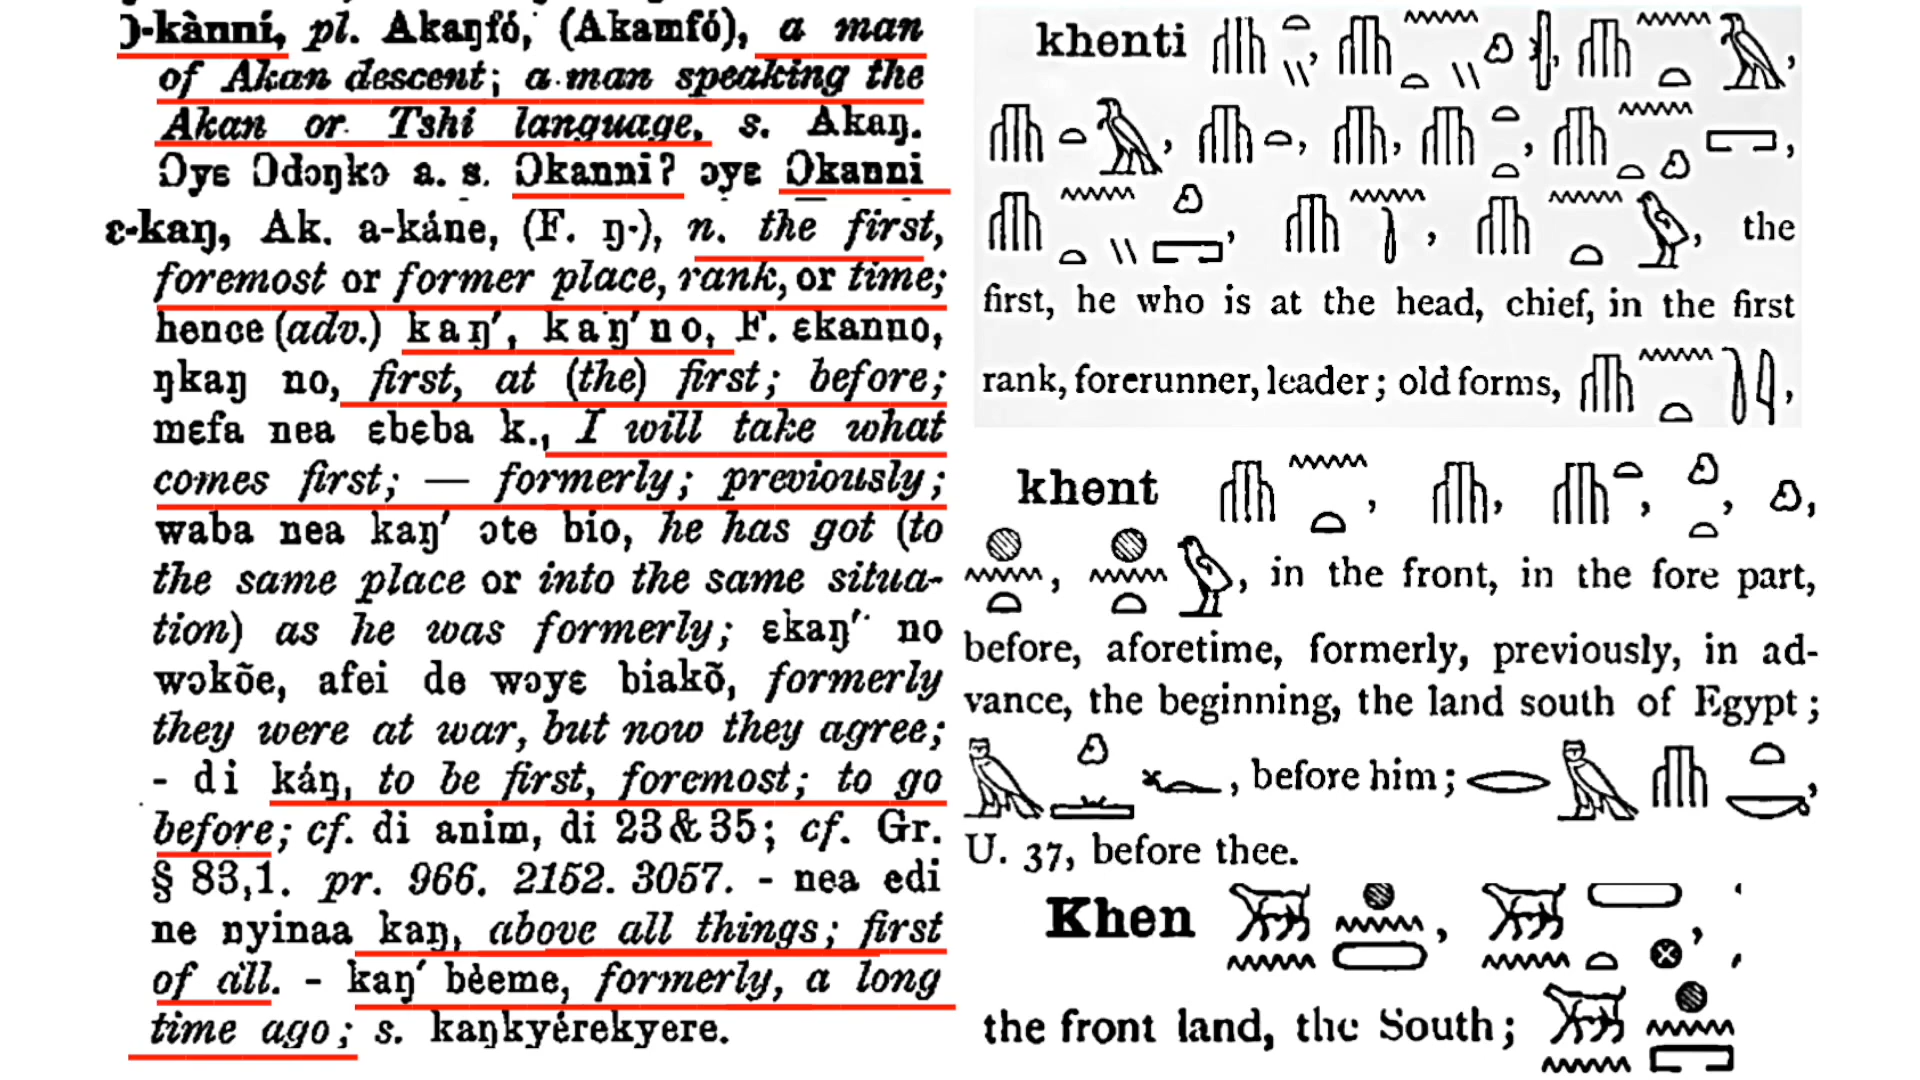 Ɔ-kànní, pl. Akaŋfó, (Akamfó), a man
of Akan descent; a man speaking the
Akan or Tshi language, s. Akaŋ.
Ɔyɛ Ɔdɔŋkɔ a. s. Ɔkanni? ɔyɛ Ɔkanni
ɛ-kaŋ, Ak. a-káne, (F. ŋ-), n. the first,
foremost or former place, rank, or time;
hence (adv.) kaŋ', kaŋ'no, F. ɛkanno,
ŋkaŋ no, first, at (the) first; before;
mɛfa nea ɛbɛba k., I will take what
comes first; — formerly; previously;
waba nea kaŋ' ɔte bio, he has got (to
the same place or into the same situa-
tion) as he was formerly; ɛkaŋ' no
wɔkõe, afei de wɔyɛ biakõ, formerly
they were at war, but now they agree;
- di káŋ, to be first, foremost; to go
before; cf. di anim, di 23 & 35; cf. Gr.
§ 83,1. pr. 966. 2152. 3057. - nea edi
ne nyinaa kaŋ, above all things; first
of all. - kaŋ' bèeme, formerly, a long
time ago; s. kaŋkyérekyere.
khenti
the
first, he who is at the head, chief, in the first
rank, forerunner, leader; old forms,
khent
in the front, in the fore part,
before, aforetime, formerly, previously, in ad-
vance, the beginning, the land south of Egypt;
, before him;
U. 37, before thee.
Khen
the front land, the South;